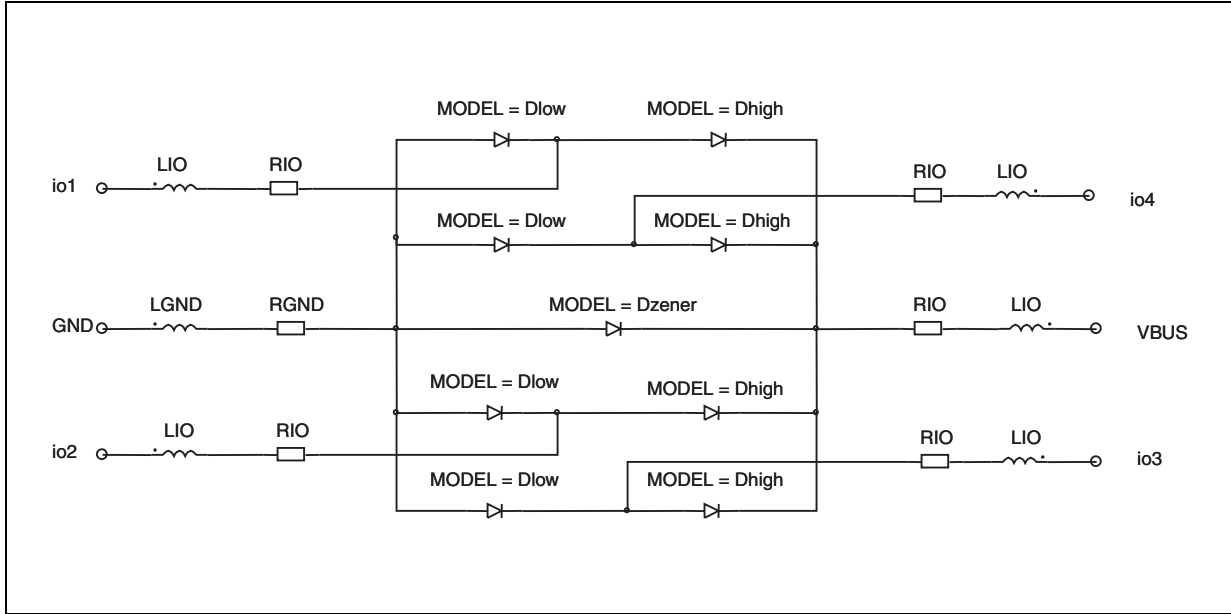 MODEL = Dlow
MODEL = Dhigh
LIO
RIO
io1
RIO
LIO
io4
MODEL = Dlow
MODEL = Dhigh
LGND
RGND
MODEL = Dzener
RIO
LIO
GND
VBUS
MODEL = Dlow
MODEL = Dhigh
LIO
RIO
io2
RIO
LIO
io3
MODEL = Dlow
MODEL = Dhigh